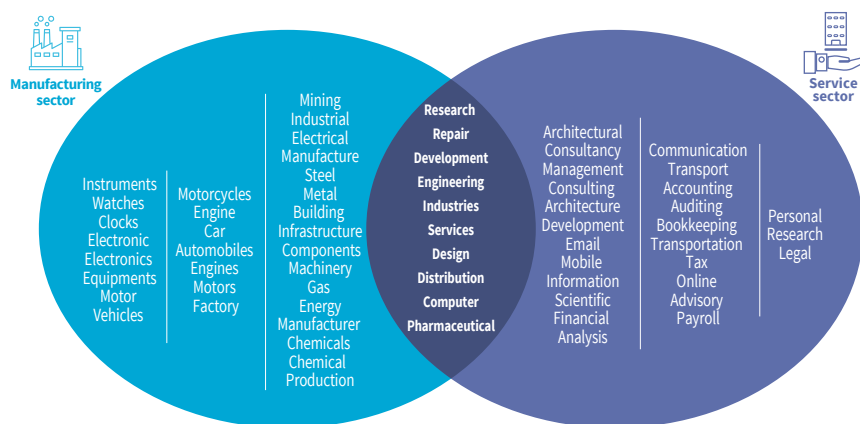 Manufacturing
sector
Instruments
Watches
Clocks
Electronic
Electronics
Equipments
Motor
Vehicles
Motorcycles
Engine
Car
Automobiles
Engines
Motors
Factory
Mining
Industrial
Electrical
Manufacture
Steel
Metal
Building
Infrastructure
Components
Machinery
Gas
Energy
Manufacturer
Chemicals
Chemical
Production
Research
Repair
Development
Engineering
Industries
Services
Design
Distribution
Computer
Pharmaceutical
Service
sector
Architectural
Consultancy
Management
Consulting
Architecture
Development
Email
Mobile
Information
Scientific
Financial
Analysis
Communication
Transport
Accounting
Auditing
Bookkeeping
Transportation
Tax
Online
Advisory
Payroll
Personal
Research
Legal